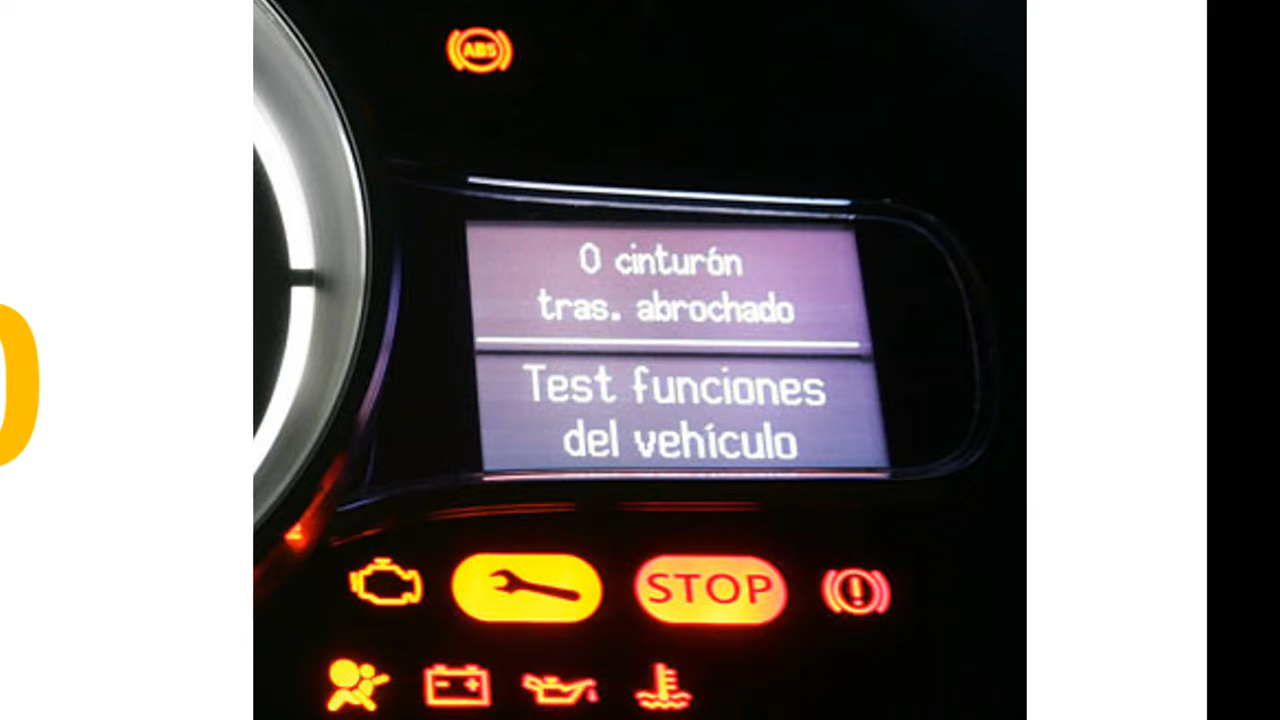 ABS
0 cinturón
tras. abrochado
Test funciones
del vehículo
STOP